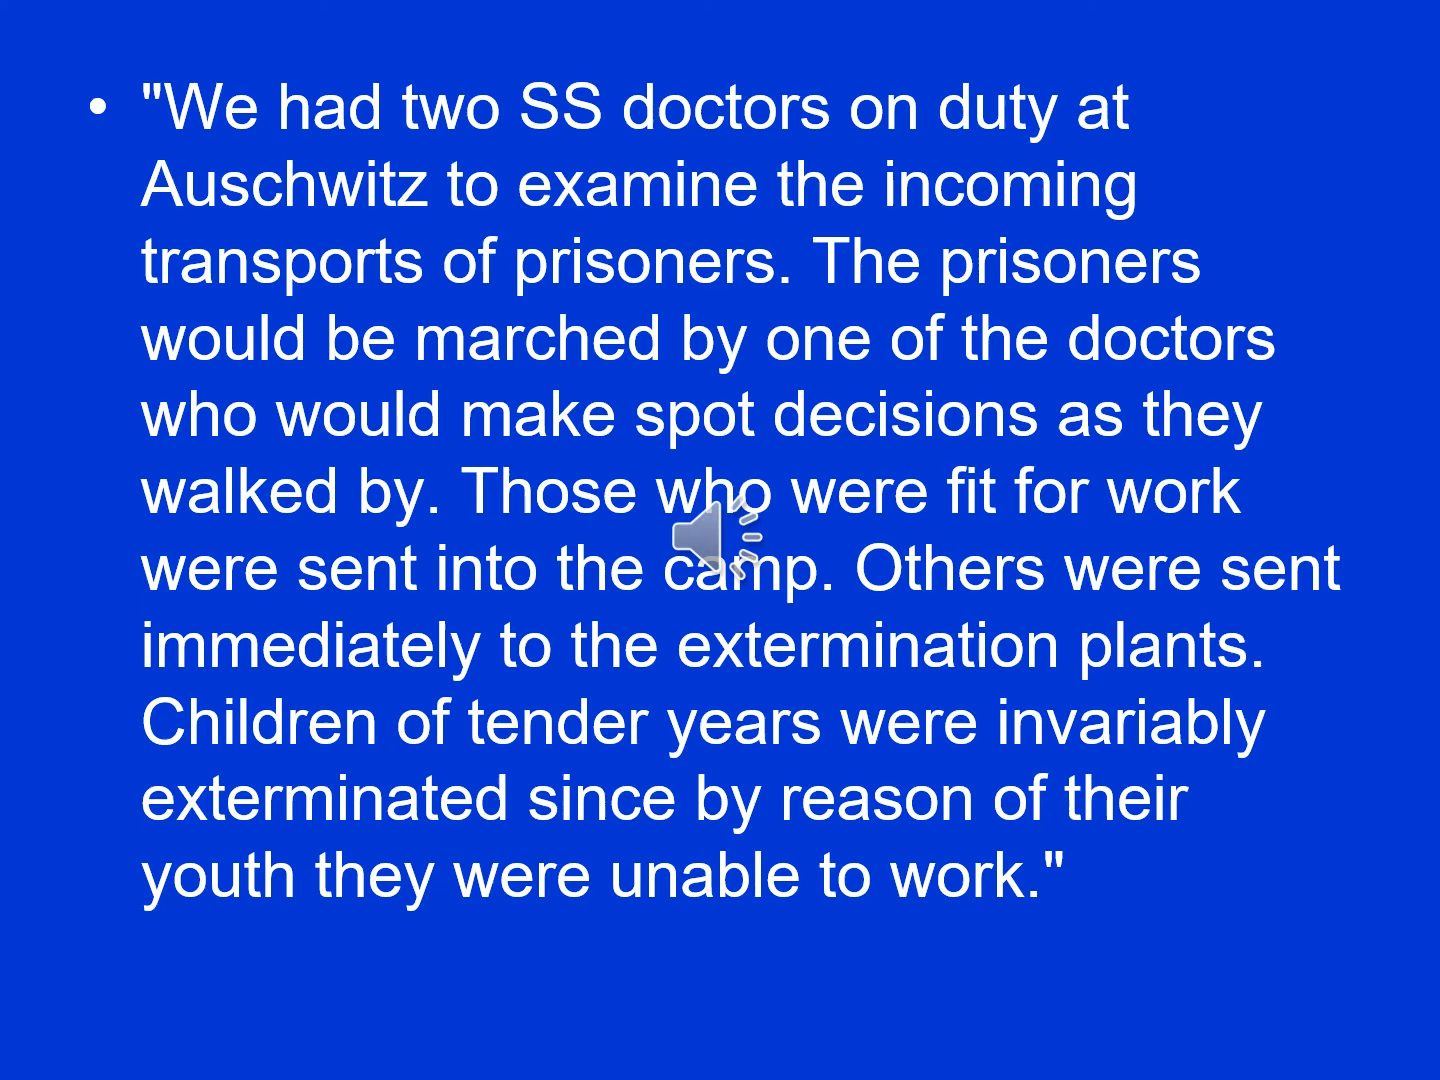 • "We had two SS doctors on duty at
Auschwitz to examine the incoming
transports of prisoners. The prisoners
would be marched by one of the doctors
who would make spot decisions as they
walked by. Those who were fit for work
were sent into the camp. Others were sent
immediately to the extermination plants.
Children of tender years were invariably
exterminated since by reason of their
youth they were unable to work."